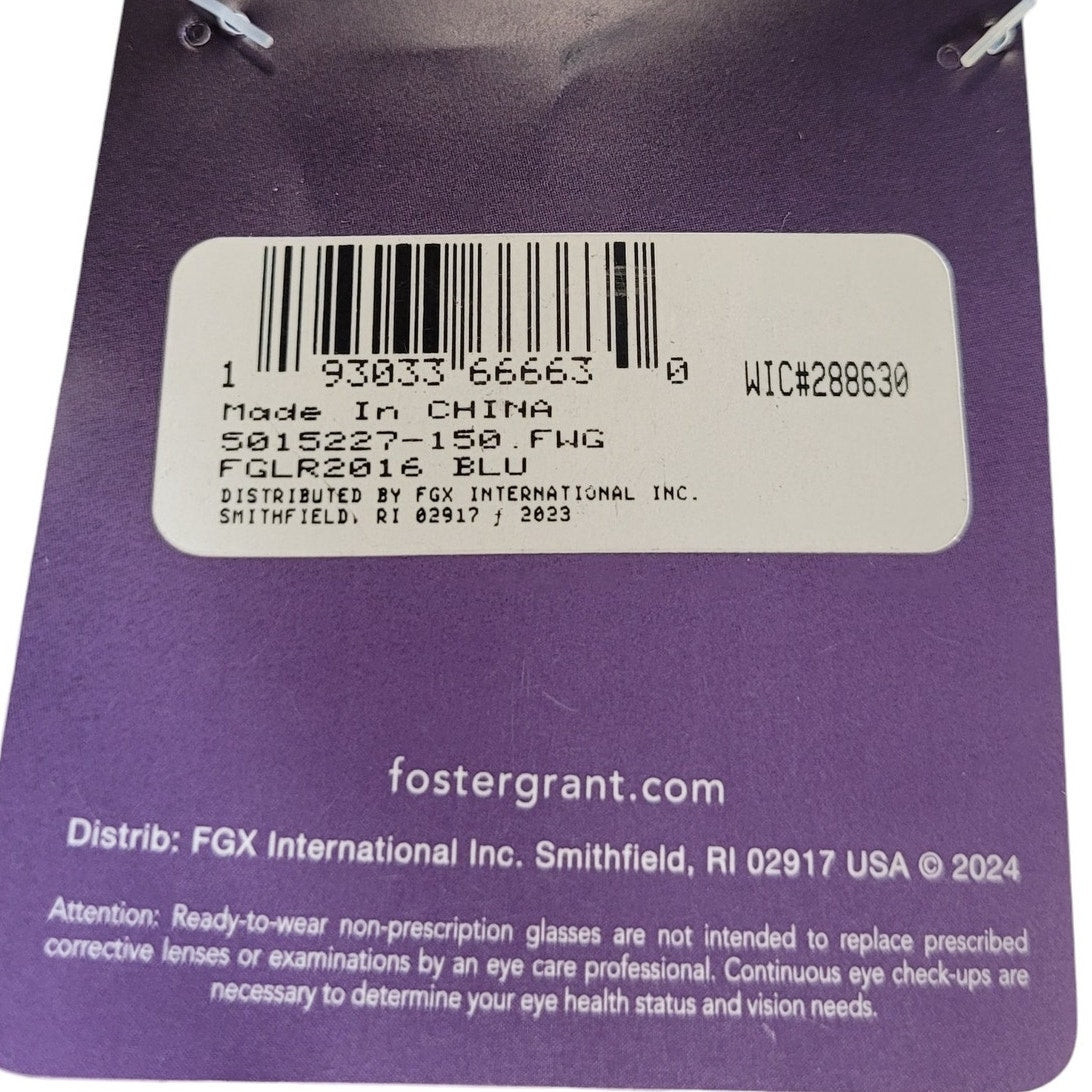 1 93033 66663 0 WIC#288630
Made In CHINA
5015227-150.FWG
FGLR2016 BLU
DISTRIBUTED BY FGX INTERNATIONAL INC.
SMITHFIELD, RI 02917 ƒ 2023
fostergrant.com
Distrib: FGX International Inc. Smithfield, RI 02917 USA © 2024
Attention: Ready-to-wear non-prescription glasses are not intended to replace prescribed
corrective lenses or examinations by an eye care professional. Continuous eye check-ups are
necessary to determine your eye health status and vision needs.